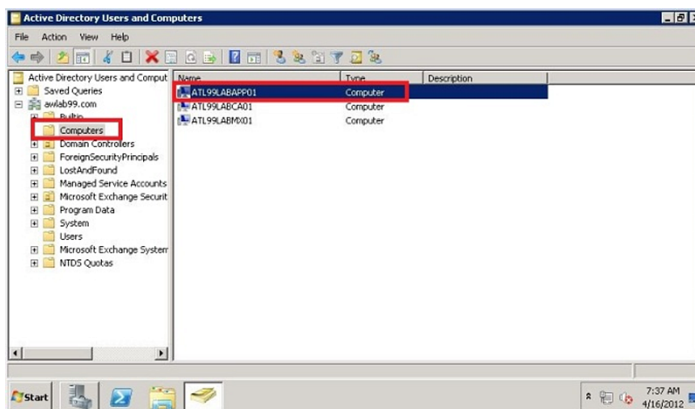 Active Directory Users and Computers
File Action View Help
Active Directory Users and Comput
Name Type Description
Saved Queries
ATL99LABAPP01 Computer
awlab99.com
ATL99LABCA01 Computer
Builtin
ATL99LABMX01 Computer
Computers
Domain Controllers
ForeignSecurityPrincipals
LostAndFound
Managed Service Accounts
Microsoft Exchange Securit
Program Data
System
Users
Microsoft Exchange System
NTDS Quotas
Start
7:37 AM
4/16/2012